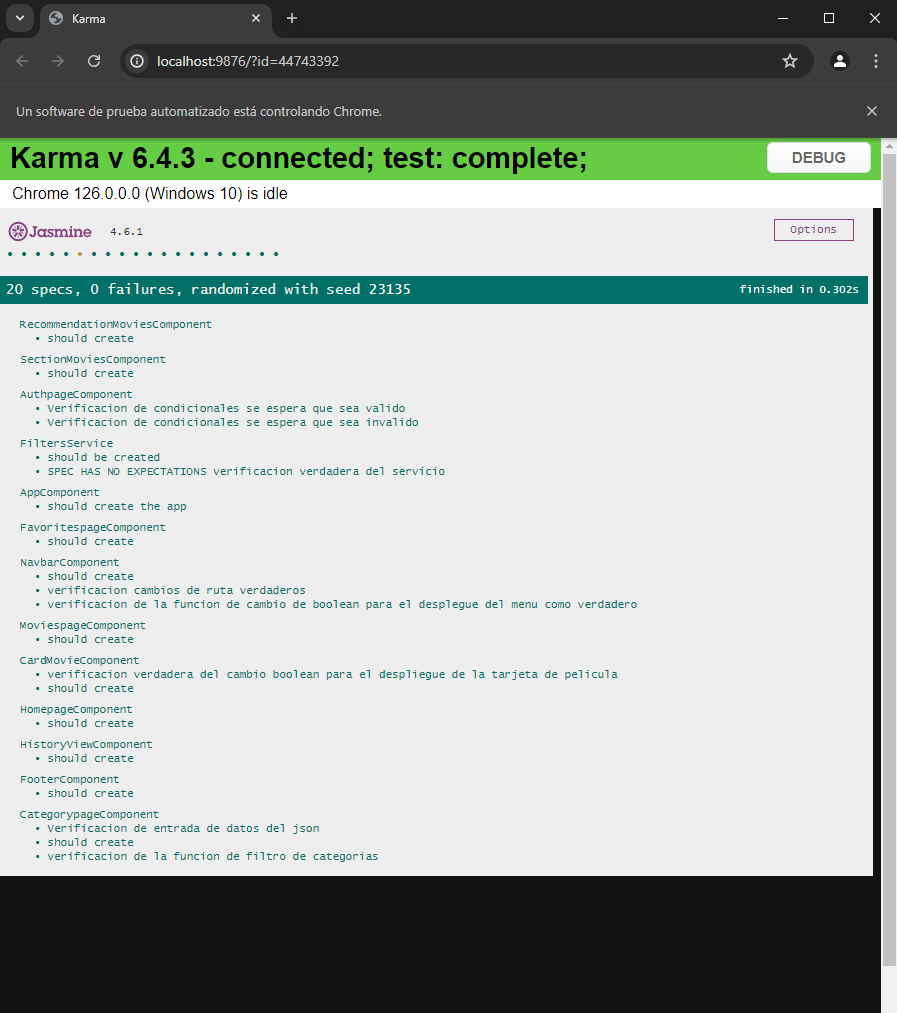 Karma
localhost:9876/?id=44743392
Un software de prueba automatizado está controlando Chrome.
Karma v 6.4.3 - connected; test: complete;
DEBUG
Chrome 126.0.0.0 (Windows 10) is idle
Jasmine 4.6.1
Options
20 specs, 0 failures, randomized with seed 23135
finished in 0.302s
RecommendationMoviesComponent
• should create
SectionMoviesComponent
• should create
AuthpageComponent
• Verificacion de condicionales se espera que sea valido
• Verificacion de condicionales se espera que sea invalido
FiltersService
• should be created
• SPEC HAS NO EXPECTATIONS verificacion verdadera del servicio
AppComponent
• should create the app
FavoritespageComponent
• should create
NavbarComponent
• should create
• verificacion cambios de ruta verdaderos
• verificacion de la funcion de cambio de boolean para el despleque del menu como verdadero
MoviespageComponent
• should create
CardMovieComponent
• verificacion verdadera del cambio boolean para el despliegue de la tarjeta de pelicula
• should create
HomepageComponent
• should create
HistoryViewComponent
• should create
FooterComponent
• should create
CategorypageComponent
• Verificacion de entrada de datos del json
• should create
• verificacion de la funcion de filtro de categorias